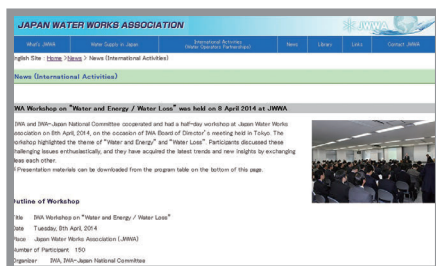 JAPAN WATER WORKS ASSOCIATION
JWWA
What's JWWA
Water Supply in Japan
International Activities
(Water Operators Partnerships)
News
Library
Links
Contact JWWA
nglish Site : Home >News > News (International Activities)
News (International Activities)
IWA Workshop on "Water and Energy / Water Loss" was held on 8 April 2014 at JWWA
IWA and IWA-Japan National Committee cooperated and had a half-day workshop at Japan Water Works
ssociation on 8th April, 2014, on the occasion of IWA Board of Director's meeting held in Tokyo. The
orkshop highlighted the theme of "Water and Energy" and "Water Loss". Participants discussed these
hallenging issues enthusiastically, and they have acquired the latest trends and new insights by exchanging
deas each other.
Presentation materials can be downloaded from the program table on the bottom of this page.
utline of Workshop
itle IWA Workshop on "Water and Energy / Water Loss"
ate Tuesday, 8th April, 2014
lace Japan Water Works Association (JWWA)
umber of Participant 150
rganizer IWA, IWA-Japan National Committee